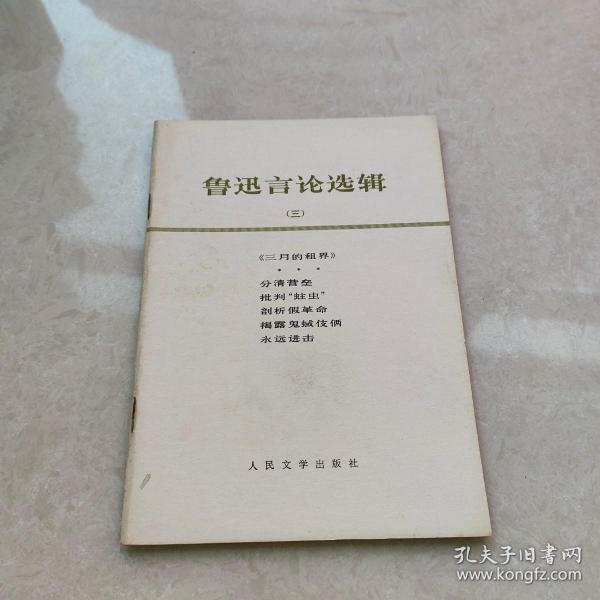 鲁迅言论选辑
(三)
《三月的租界》
* * *
分清营垒
批判“蛀虫”
剖析假革命
揭露鬼蜮伎俩
永远进击
人民文学出版社
孔夫子旧书网
www.kongfz.com